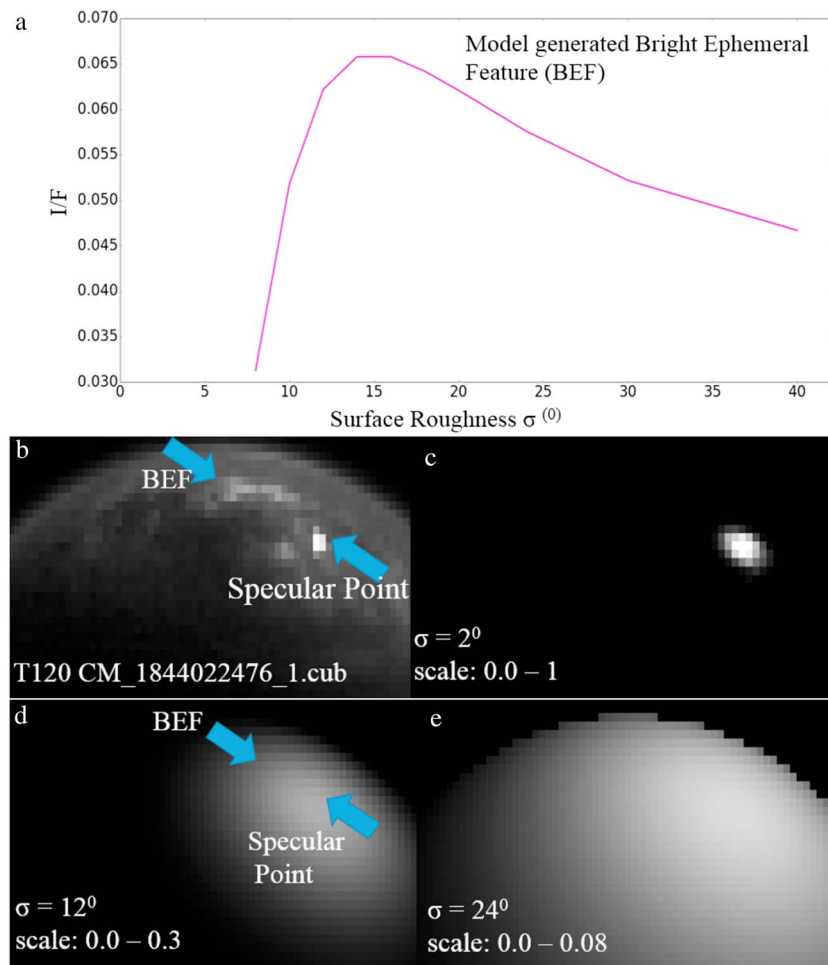 a
0.070
0.065
0.060
0.055
0.050
0.045
0.040
0.035
0.030
I/F
Model generated Bright Ephemeral
Feature (BEF)
0 5 10 15 20 25 30 35 40
Surface Roughness σ (0)
b
BEF
Specular Point
T120 CM_1844022476_1.cub
c
σ = 2⁰
scale: 0.0 – 1
d
BEF
Specular
Point
σ = 12⁰
scale: 0.0 – 0.3
e
σ = 24⁰
scale: 0.0 – 0.08